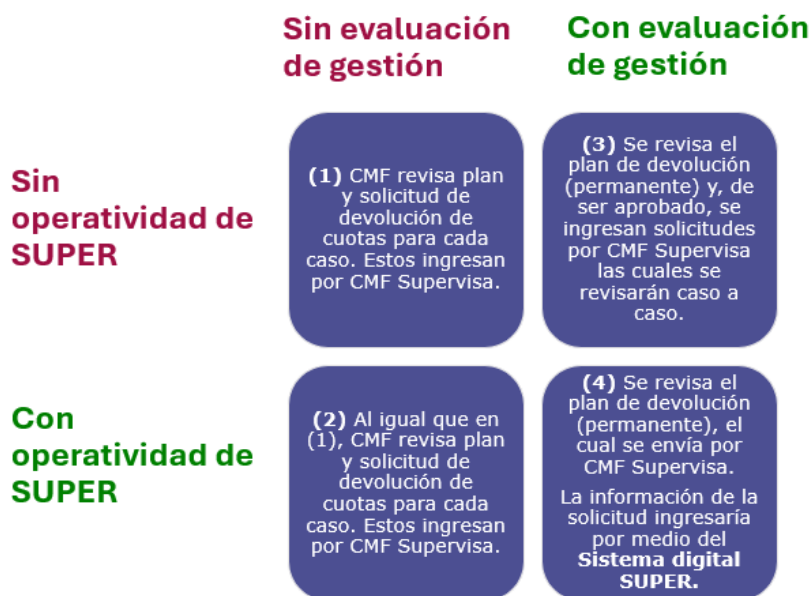 Sin evaluación
de gestión
Con evaluación
de gestión
Sin
operatividad de
SUPER
(1) CMF revisa plan
y solicitud de
devolución de
cuotas para cada
caso. Estos ingresan
por CMF Supervisa.
(3) Se revisa el
plan de devolución
(permanente) y, de
ser aprobado, se
ingresan solicitudes
por CMF Supervisa
las cuales se
revisarán caso a
caso.
Con
operatividad de
SUPER
(2) Al igual que en
(1), CMF revisa plan
y solicitud de
devolución de
cuotas para cada
caso. Estos ingresan
por CMF Supervisa.
(4) Se revisa el
plan de devolución
(permanente), el
cual se envía por
CMF Supervisa.
La información de la
solicitud ingresaría
por medio del
Sistema digital
SUPER.